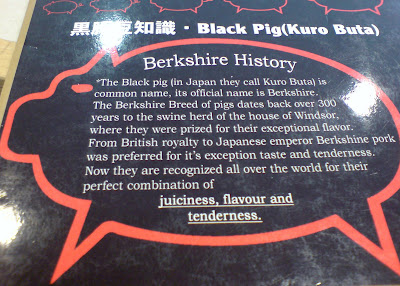 黒豚豆知識・Black Pig(Kuro Buta)
Berkshire History
"The Black pig (in Japan they call Kuro Buta) is
common name, its official name is Berkshire.
The Berkshire Breed of pigs dates back over 300
years to the swine herd of the house of Windsor,
where they were prized for their exceptional flavor.
From British royalty to Japanese emperor Berkshine pork
was preferred for it's exception taste and tenderness.
Now they are recognized all over the world for their
perfect combination of
juiciness, flavour and
tenderness.